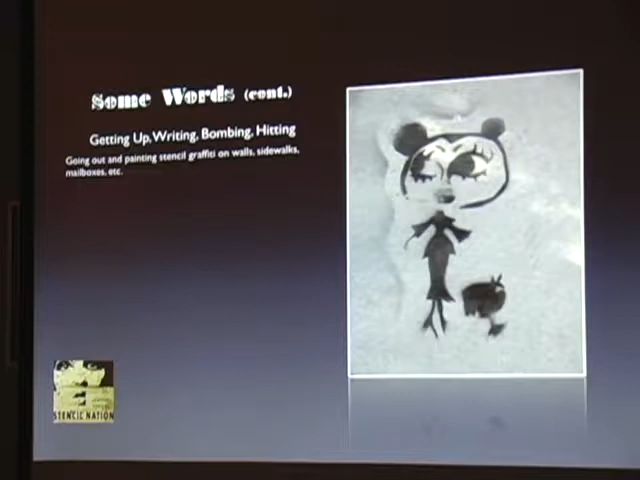 Some Words (cont.)
Getting Up, Writing, Bombing, Hitting
Going out and painting stencil graffiti on walls, sidewalks,
mailboxes, etc.
STENCIL NATION